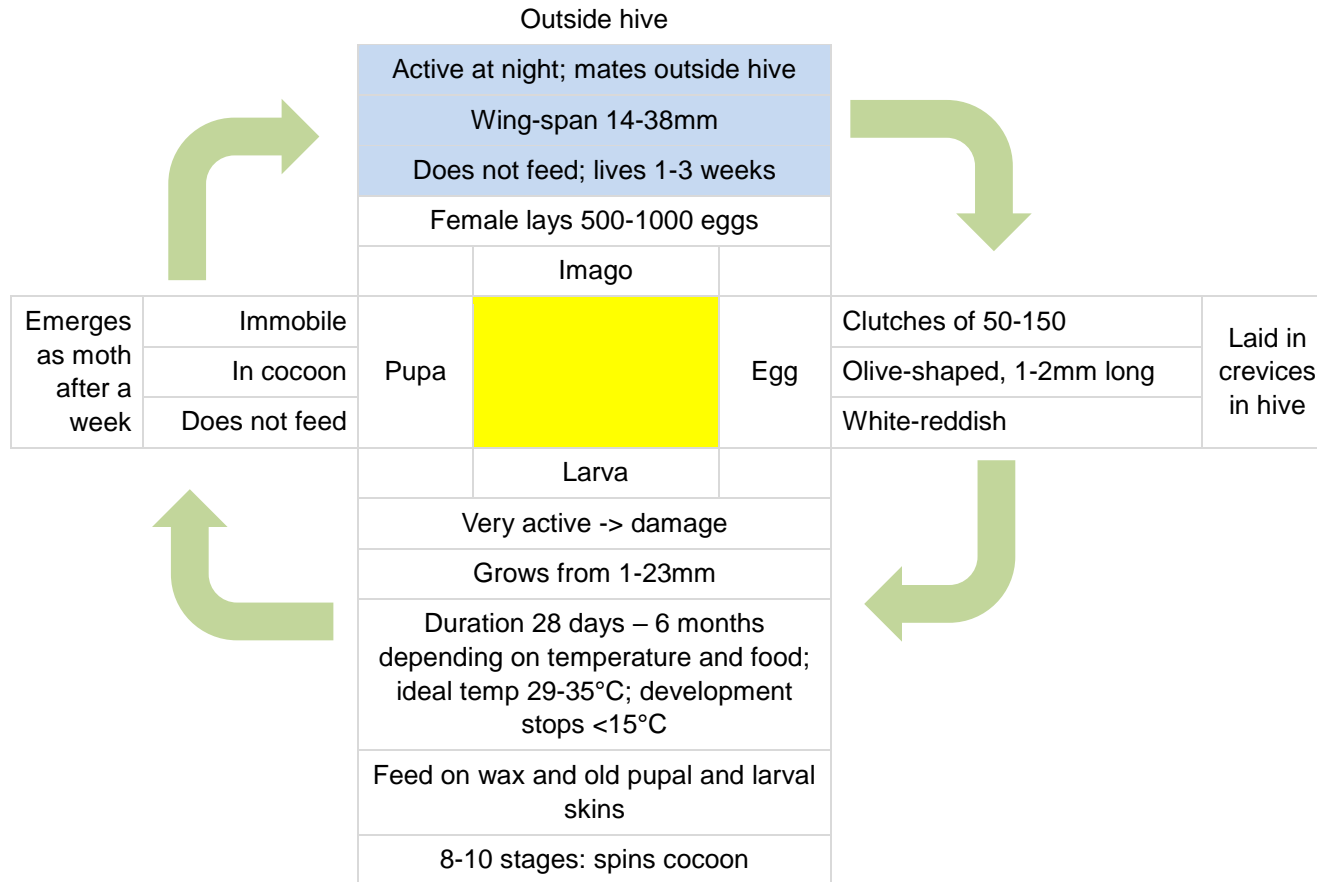 Outside hive
Active at night; mates outside hive
Wing-span 14-38mm
Does not feed; lives 1-3 weeks
Female lays 500-1000 eggs
Imago
Emerges
as moth
after a
week
Immobile
In cocoon
Does not feed
Pupa
Egg
Clutches of 50-150
Olive-shaped, 1-2mm long
White-reddish
Laid in
crevices
in hive
Larva
Very active -> damage
Grows from 1-23mm
Duration 28 days – 6 months
depending on temperature and food;
ideal temp 29-35°C; development
stops <15°C
Feed on wax and old pupal and larval
skins
8-10 stages: spins cocoon